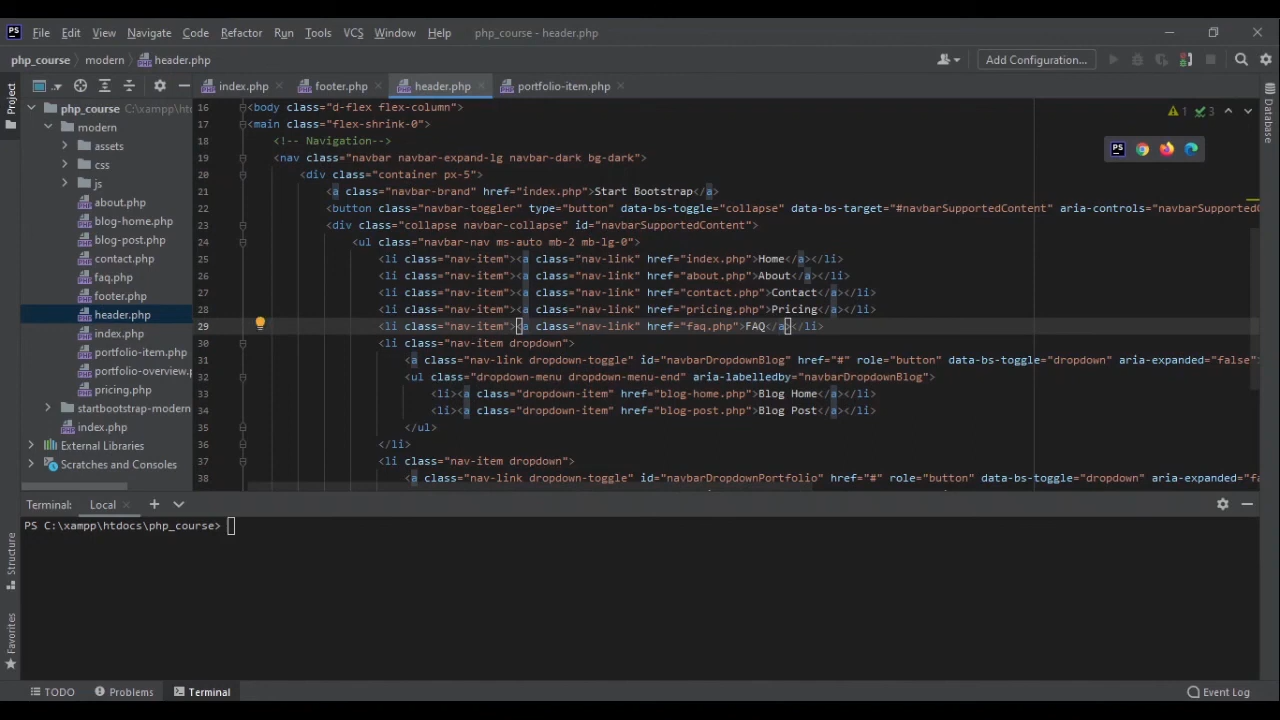 PS File Edit View Navigate Code Refactor Run Tools VCS Window Help php_course - header.php
php_course modern header.php Add Configuration...
Project
index.php footer.php header.php portfolio-item.php
php_course C:\xampp\htdocs
modern
assets
css
js
about.php
blog-home.php
blog-post.php
contact.php
faq.php
footer.php
header.php
index.php
portfolio-item.php
portfolio-overview.p
pricing.php
startbootstrap-modern
index.php
External Libraries
Scratches and Consoles
16 <body class="d-flex flex-column">
17 <main class="flex-shrink-0">
18 <!-- Navigation-->
19 <nav class="navbar navbar-expand-lg navbar-dark bg-dark">
20 <div class="container px-5">
21 <a class="navbar-brand" href="index.php">Start Bootstrap</a>
22 <button class="navbar-toggler" type="button" data-bs-toggle="collapse" data-bs-target="#navbarSupportedContent" aria-controls="navbarSupportedC
23 <div class="collapse navbar-collapse" id="navbarSupportedContent">
24 <ul class="navbar-nav ms-auto mb-2 mb-lg-0">
25 <li class="nav-item"><a class="nav-link" href="index.php">Home</a></li>
26 <li class="nav-item"><a class="nav-link" href="about.php">About</a></li>
27 <li class="nav-item"><a class="nav-link" href="contact.php">Contact</a></li>
28 <li class="nav-item"><a class="nav-link" href="pricing.php">Pricing</a></li>
29 <li class="nav-item"><a class="nav-link" href="faq.php">FAQ</a></li>
30 <li class="nav-item dropdown">
31 <a class="nav-link dropdown-toggle" id="navbarDropdownBlog" href="#" role="button" data-bs-toggle="dropdown" aria-expanded="false"
32 <ul class="dropdown-menu dropdown-menu-end" aria-labelledby="navbarDropdownBlog">
33 <li><a class="dropdown-item" href="blog-home.php">Blog Home</a></li>
34 <li><a class="dropdown-item" href="blog-post.php">Blog Post</a></li>
35 </ul>
36 </li>
37 <li class="nav-item dropdown">
38 <a class="nav-link dropdown-toggle" id="navbarDropdownPortfolio" href="#" role="button" data-bs-toggle="dropdown" aria-expanded="fa
1 3
PS
Database
Terminal: Local
PS C:\xampp\htdocs\php_course>
Structure
Favorites
TODO Problems Terminal Event Log